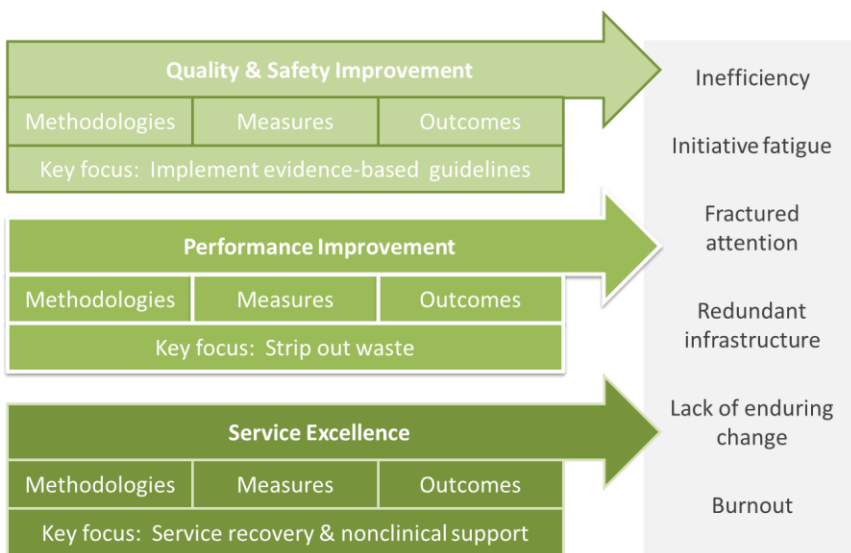 Quality & Safety Improvement
Methodologies
Measures
Outcomes
Key focus: Implement evidence-based guidelines
Performance Improvement
Methodologies
Measures
Outcomes
Key focus: Strip out waste
Service Excellence
Methodologies
Measures
Outcomes
Key focus: Service recovery & nonclinical support
Inefficiency
Initiative fatigue
Fractured
attention
Redundant
infrastructure
Lack of enduring
change
Burnout